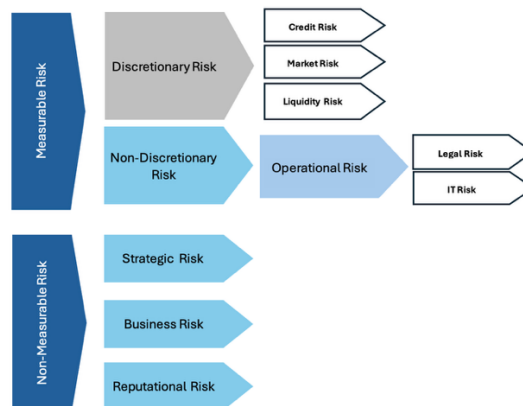 Measurable Risk
Discretionary Risk
Credit Risk
Market Risk
Liquidity Risk
Non-Discretionary
Risk
Operational Risk
Legal Risk
IT Risk
Non-Measurable Risk
Strategic Risk
Business Risk
Reputational Risk